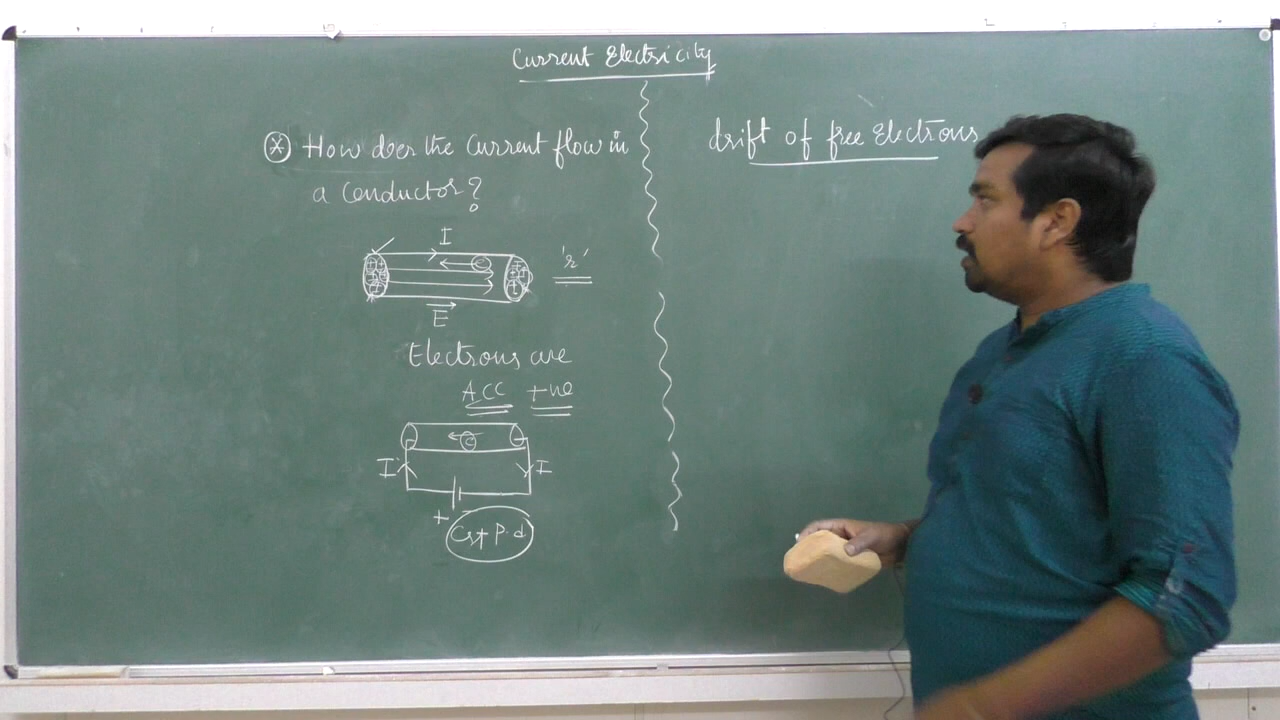 Current Electricity
* How does the Current flow in
a Conductor?
I
'r'
E
Electrons are
ACC +ve
e
I I
+ -
Cst P.d
drift of free Electrons